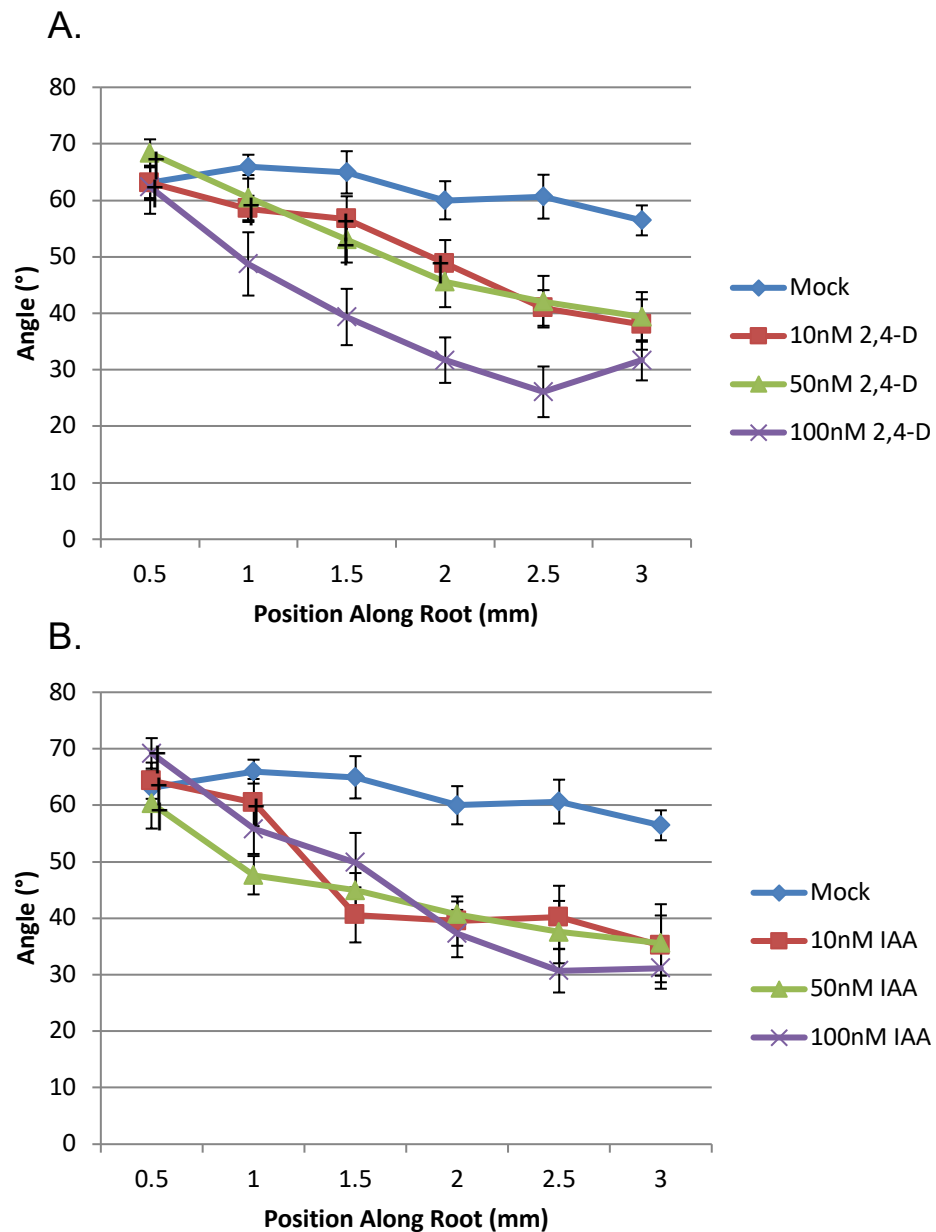 A.
80
70
60
50
40
30
20
10
0
Angle (°)
0.5 1 1.5 2 2.5 3
Position Along Root (mm)
Mock
10nM 2,4-D
50nM 2,4-D
100nM 2,4-D
B.
80
70
60
50
40
30
20
10
0
Angle (°)
0.5 1 1.5 2 2.5 3
Position Along Root (mm)
Mock
10nM IAA
50nM IAA
100nM IAA